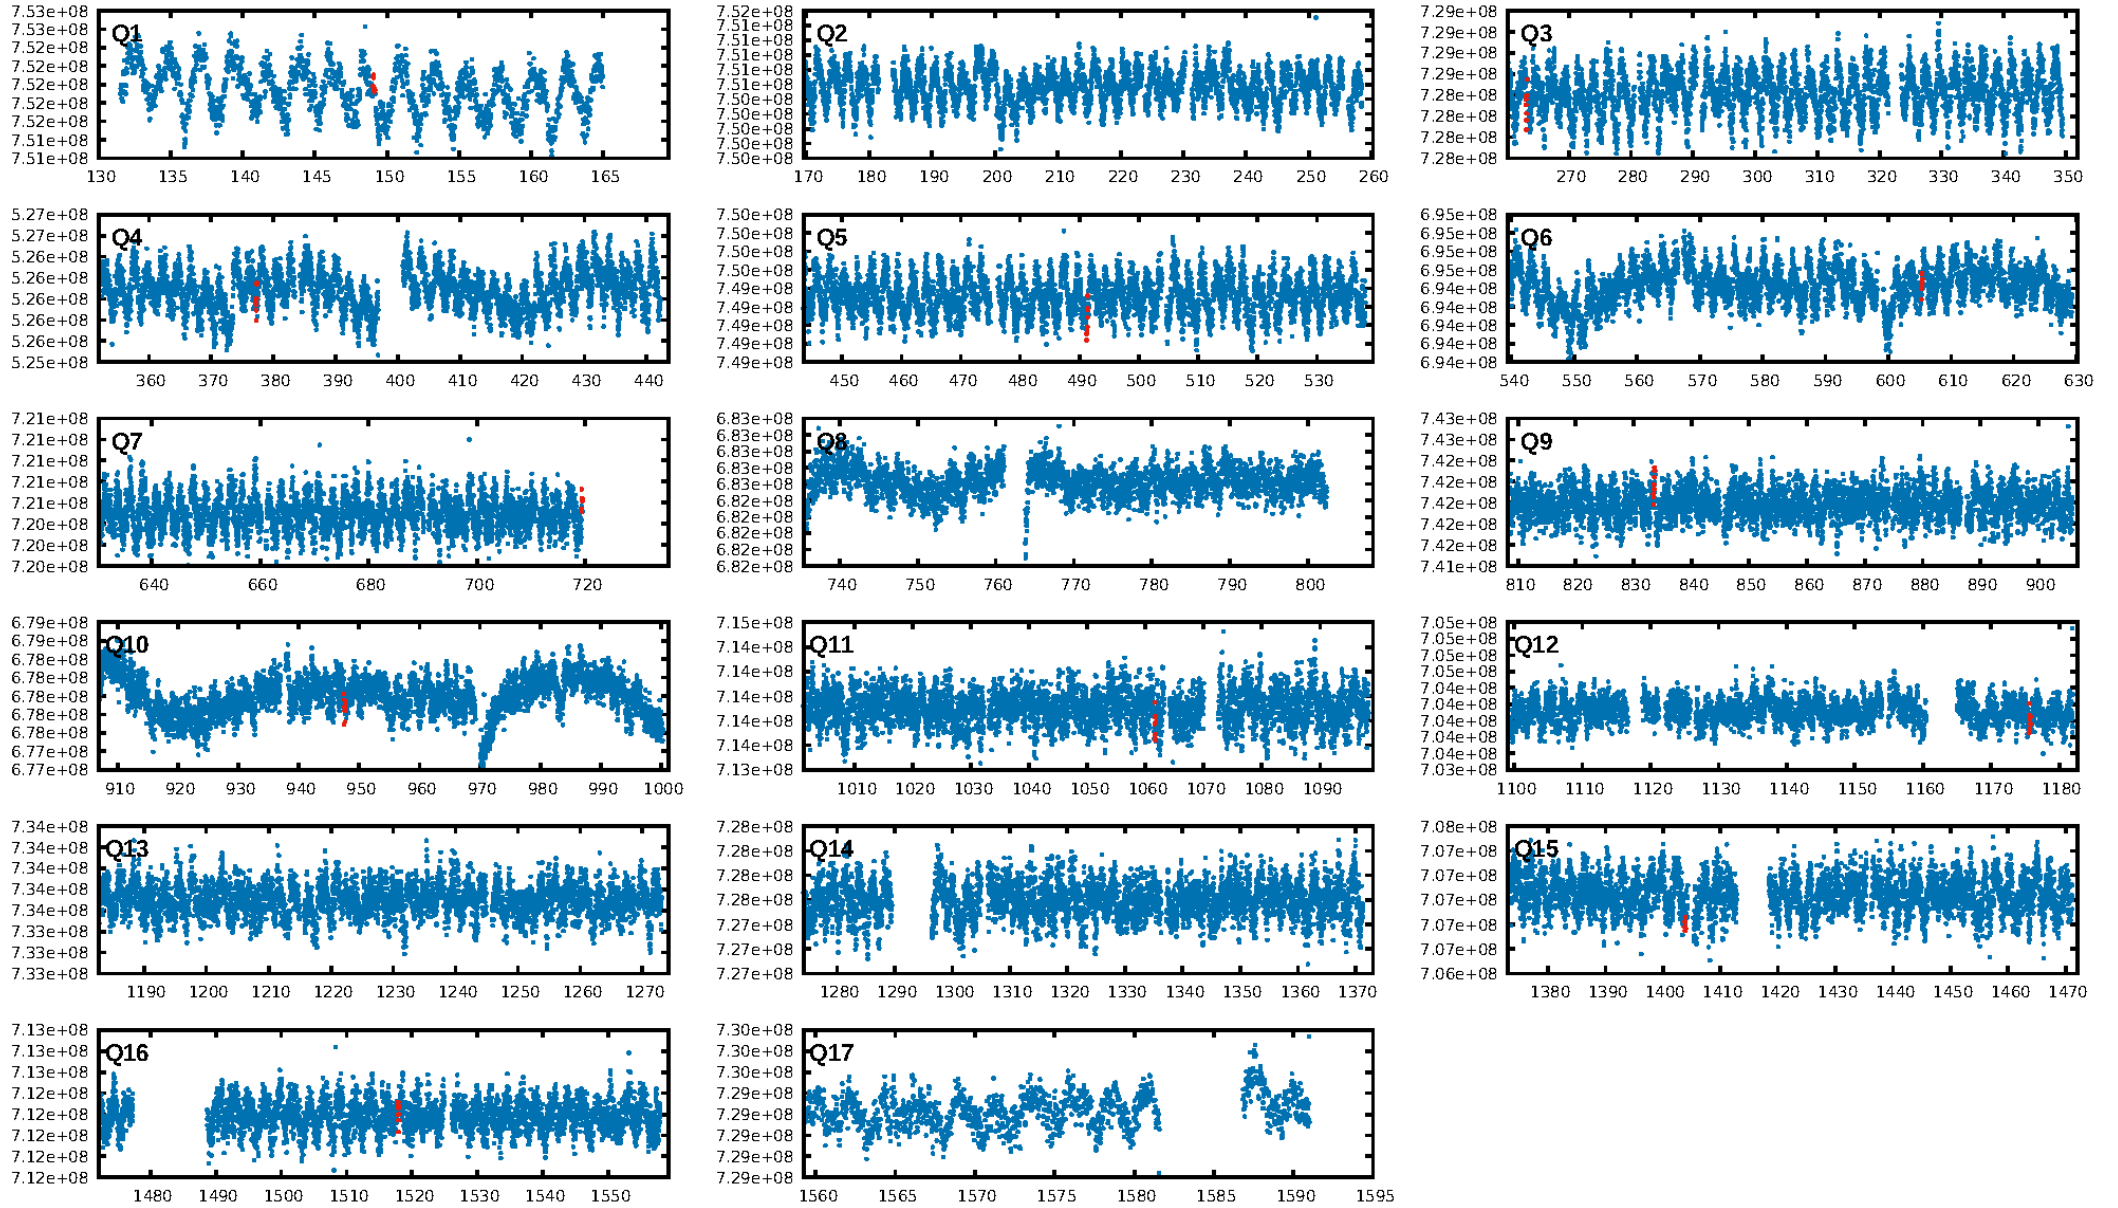 7.53e+08
7.53e+08
7.52e+08
7.52e+08
7.52e+08
7.52e+08
7.52e+08
7.51e+08
7.51e+08
Q1
130 135 140 145 150 155 160 165
7.52e+08
7.51e+08
7.51e+08
7.51e+08
7.51e+08
7.51e+08
7.50e+08
7.50e+08
7.50e+08
7.50e+08
7.50e+08
Q2
170 180 190 200 210 220 230 240 250 260
7.29e+08
7.29e+08
7.29e+08
7.29e+08
7.28e+08
7.28e+08
7.28e+08
7.28e+08
Q3
270 280 290 300 310 320 330 340 350
5.27e+08
5.27e+08
5.26e+08
5.26e+08
5.26e+08
5.26e+08
5.26e+08
5.25e+08
Q4
360 370 380 390 400 410 420 430 440
7.50e+08
7.50e+08
7.50e+08
7.50e+08
7.49e+08
7.49e+08
7.49e+08
7.49e+08
7.49e+08
Q5
450 460 470 480 490 500 510 520 530
6.95e+08
6.95e+08
6.95e+08
6.95e+08
6.94e+08
6.94e+08
6.94e+08
6.94e+08
6.94e+08
Q6
540 550 560 570 580 590 600 610 620 630
7.21e+08
7.21e+08
7.21e+08
7.21e+08
7.21e+08
7.20e+08
7.20e+08
7.20e+08
Q7
640 660 680 700 720
6.83e+08
6.83e+08
6.83e+08
6.83e+08
6.83e+08
6.82e+08
6.82e+08
6.82e+08
6.82e+08
6.82e+08
Q8
740 750 760 770 780 790 800
7.43e+08
7.43e+08
7.42e+08
7.42e+08
7.42e+08
7.42e+08
7.42e+08
7.41e+08
Q9
810 820 830 840 850 860 870 880 890 900
6.79e+08
6.79e+08
6.78e+08
6.78e+08
6.78e+08
6.78e+08
6.78e+08
6.77e+08
6.77e+08
Q10
910 920 930 940 950 960 970 980 990 1000
7.15e+08
7.14e+08
7.14e+08
7.14e+08
7.14e+08
7.14e+08
7.13e+08
Q11
1010 1020 1030 1040 1050 1060 1070 1080 1090
7.05e+08
7.05e+08
7.05e+08
7.05e+08
7.04e+08
7.04e+08
7.04e+08
7.04e+08
7.04e+08
7.03e+08
Q12
1100 1110 1120 1130 1140 1150 1160 1170 1180
7.34e+08
7.34e+08
7.34e+08
7.34e+08
7.34e+08
7.33e+08
7.33e+08
7.33e+08
Q13
1190 1200 1210 1220 1230 1240 1250 1260 1270
7.28e+08
7.28e+08
7.28e+08
7.28e+08
7.27e+08
7.27e+08
7.27e+08
Q14
1280 1290 1300 1310 1320 1330 1340 1350 1360 1370
7.08e+08
7.07e+08
7.07e+08
7.07e+08
7.07e+08
7.07e+08
7.06e+08
Q15
1380 1390 1400 1410 1420 1430 1440 1450 1460 1470
7.13e+08
7.13e+08
7.13e+08
7.12e+08
7.12e+08
7.12e+08
7.12e+08
7.12e+08
Q16
1480 1490 1500 1510 1520 1530 1540 1550
7.30e+08
7.30e+08
7.29e+08
7.29e+08
7.29e+08
7.29e+08
7.29e+08
7.29e+08
Q17
1560 1565 1570 1575 1580 1585 1590 1595